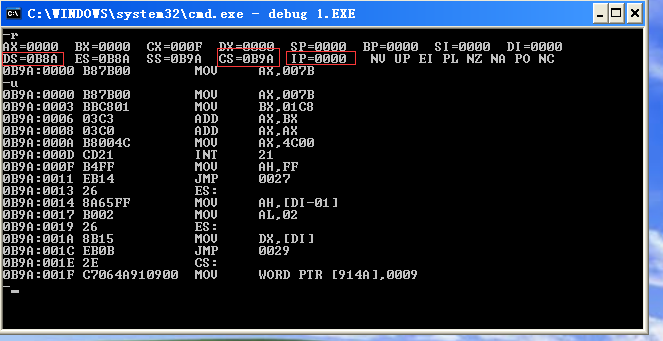 C:\WINDOWS\system32\cmd.exe - debug 1.EXE
-r
AX=0000 BX=0000 CX=000F DX=0000 SP=0000 BP=0000 SI=0000 DI=0000
DS=0B8A ES=0B8A SS=0B9A CS=0B9A IP=0000 NV UP EI PL NZ NA PO NC
0B9A:0000 B87B00 MOV AX,007B
-u
0B9A:0000 B87B00 MOV AX,007B
0B9A:0003 BBC801 MOV BX,01C8
0B9A:0006 03C3 ADD AX,BX
0B9A:0008 03C0 ADD AX,AX
0B9A:000A B8004C MOV AX,4C00
0B9A:000D CD21 INT 21
0B9A:000F B4FF MOV AH,FF
0B9A:0011 EB14 JMP 0027
0B9A:0013 26 ES:
0B9A:0014 8A65FF MOV AH,[DI-01]
0B9A:0017 B002 MOV AL,02
0B9A:0019 26 ES:
0B9A:001A 8B15 MOV DX,[DI]
0B9A:001C EB0B JMP 0029
0B9A:001E 2E CS:
0B9A:001F C7064A910900 MOV WORD PTR [914A],0009
-_